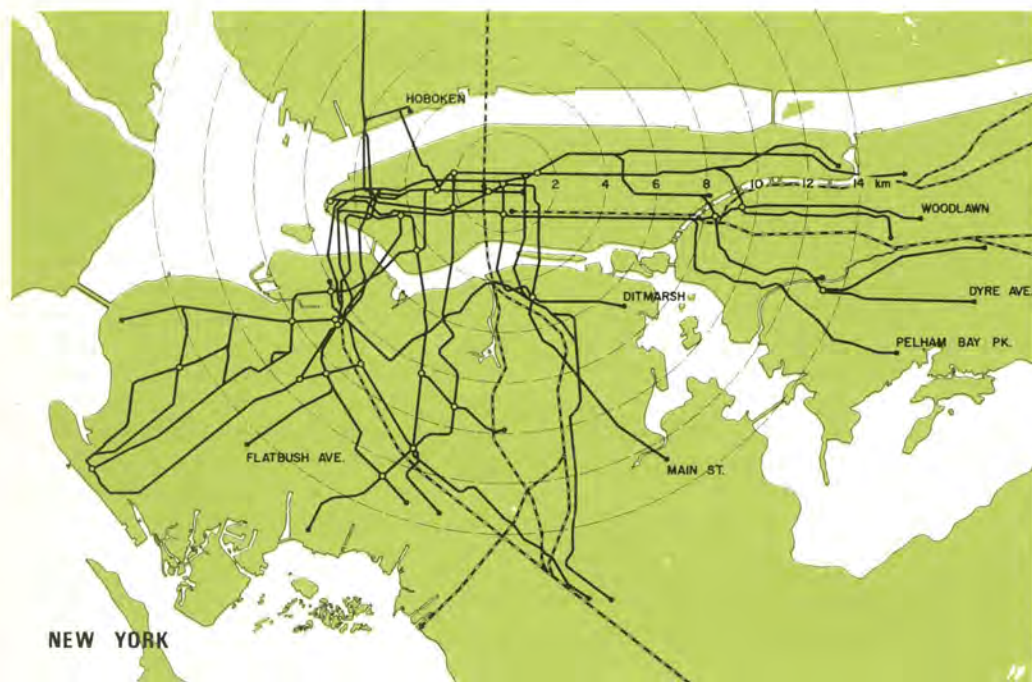 HOBOKEN
2 4 6 8 10 12 14 km
WOODLAWN
DITMARSH
DYRE AVE.
PELHAM BAY PK.
FLATBUSH AVE.
MAIN ST.
NEW YORK